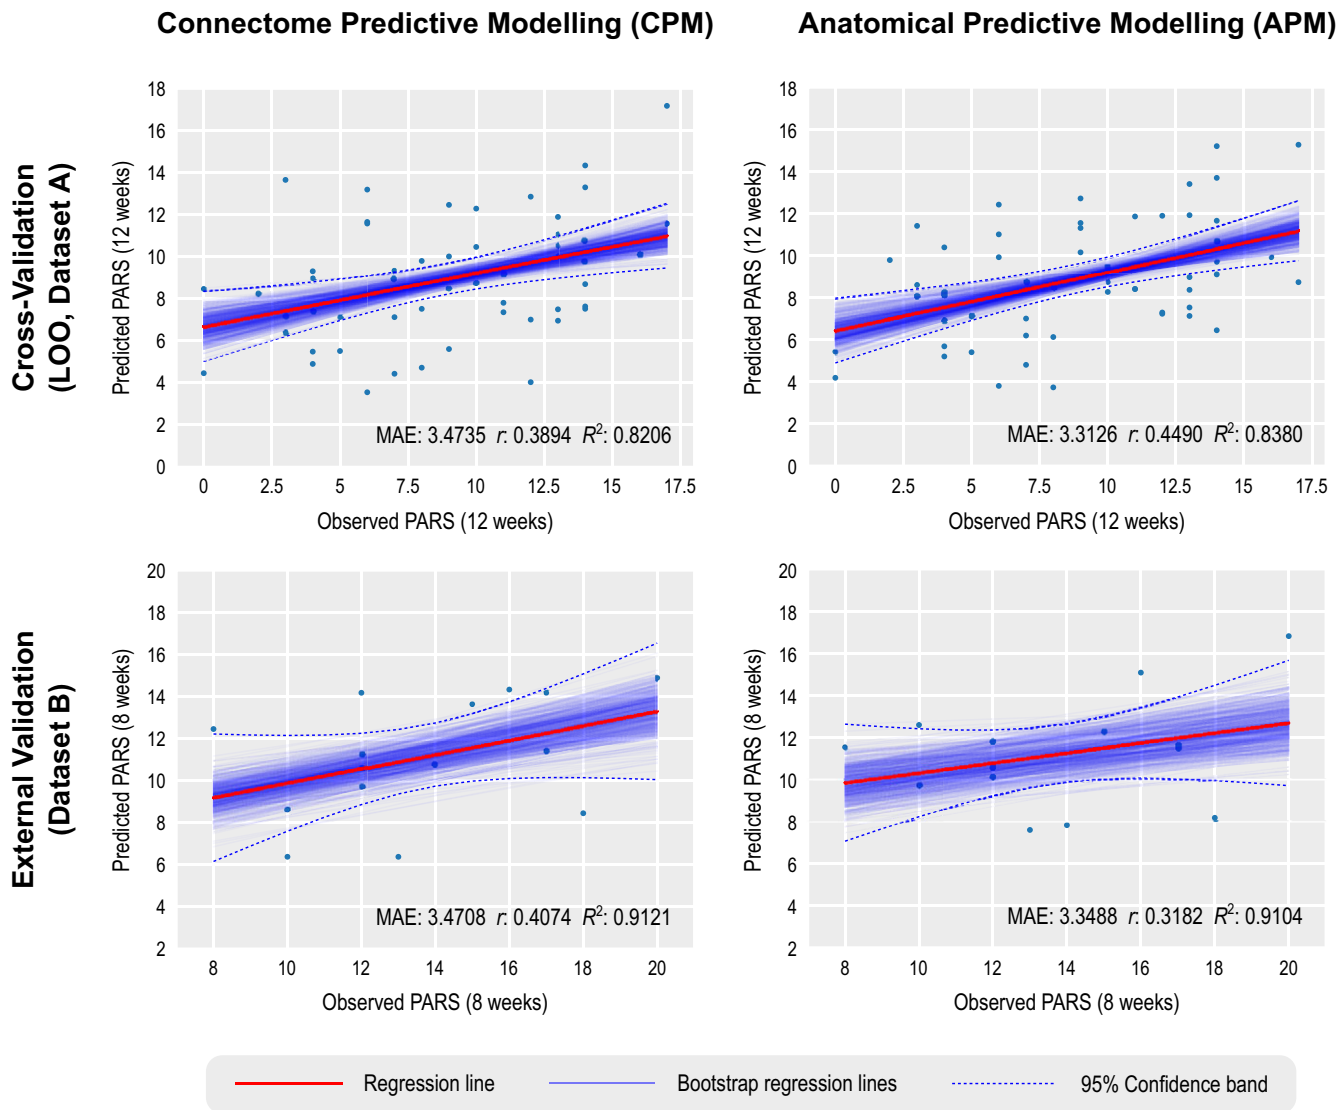 Connectome Predictive Modelling (CPM)
Anatomical Predictive Modelling (APM)
Cross-Validation
(LOO, Dataset A)
Predicted PARS (12 weeks)
18
16
14
12
10
8
6
4
2
0
MAE: 3.4735 r: 0.3894 R²: 0.8206
0 2.5 5 7.5 10 12.5 15 17.5
Observed PARS (12 weeks)
Predicted PARS (12 weeks)
18
16
14
12
10
8
6
4
2
0
MAE: 3.3126 r: 0.4490 R²: 0.8380
0 2.5 5 7.5 10 12.5 15 17.5
Observed PARS (12 weeks)
External Validation
(Dataset B)
Predicted PARS (8 weeks)
20
18
16
14
12
10
8
6
4
2
MAE: 3.4708 r: 0.4074 R²: 0.9121
8 10 12 14 16 18 20
Observed PARS (8 weeks)
Predicted PARS (8 weeks)
20
18
16
14
12
10
8
6
4
2
MAE: 3.3488 r: 0.3182 R²: 0.9104
8 10 12 14 16 18 20
Observed PARS (8 weeks)
Regression line
Bootstrap regression lines
95% Confidence band